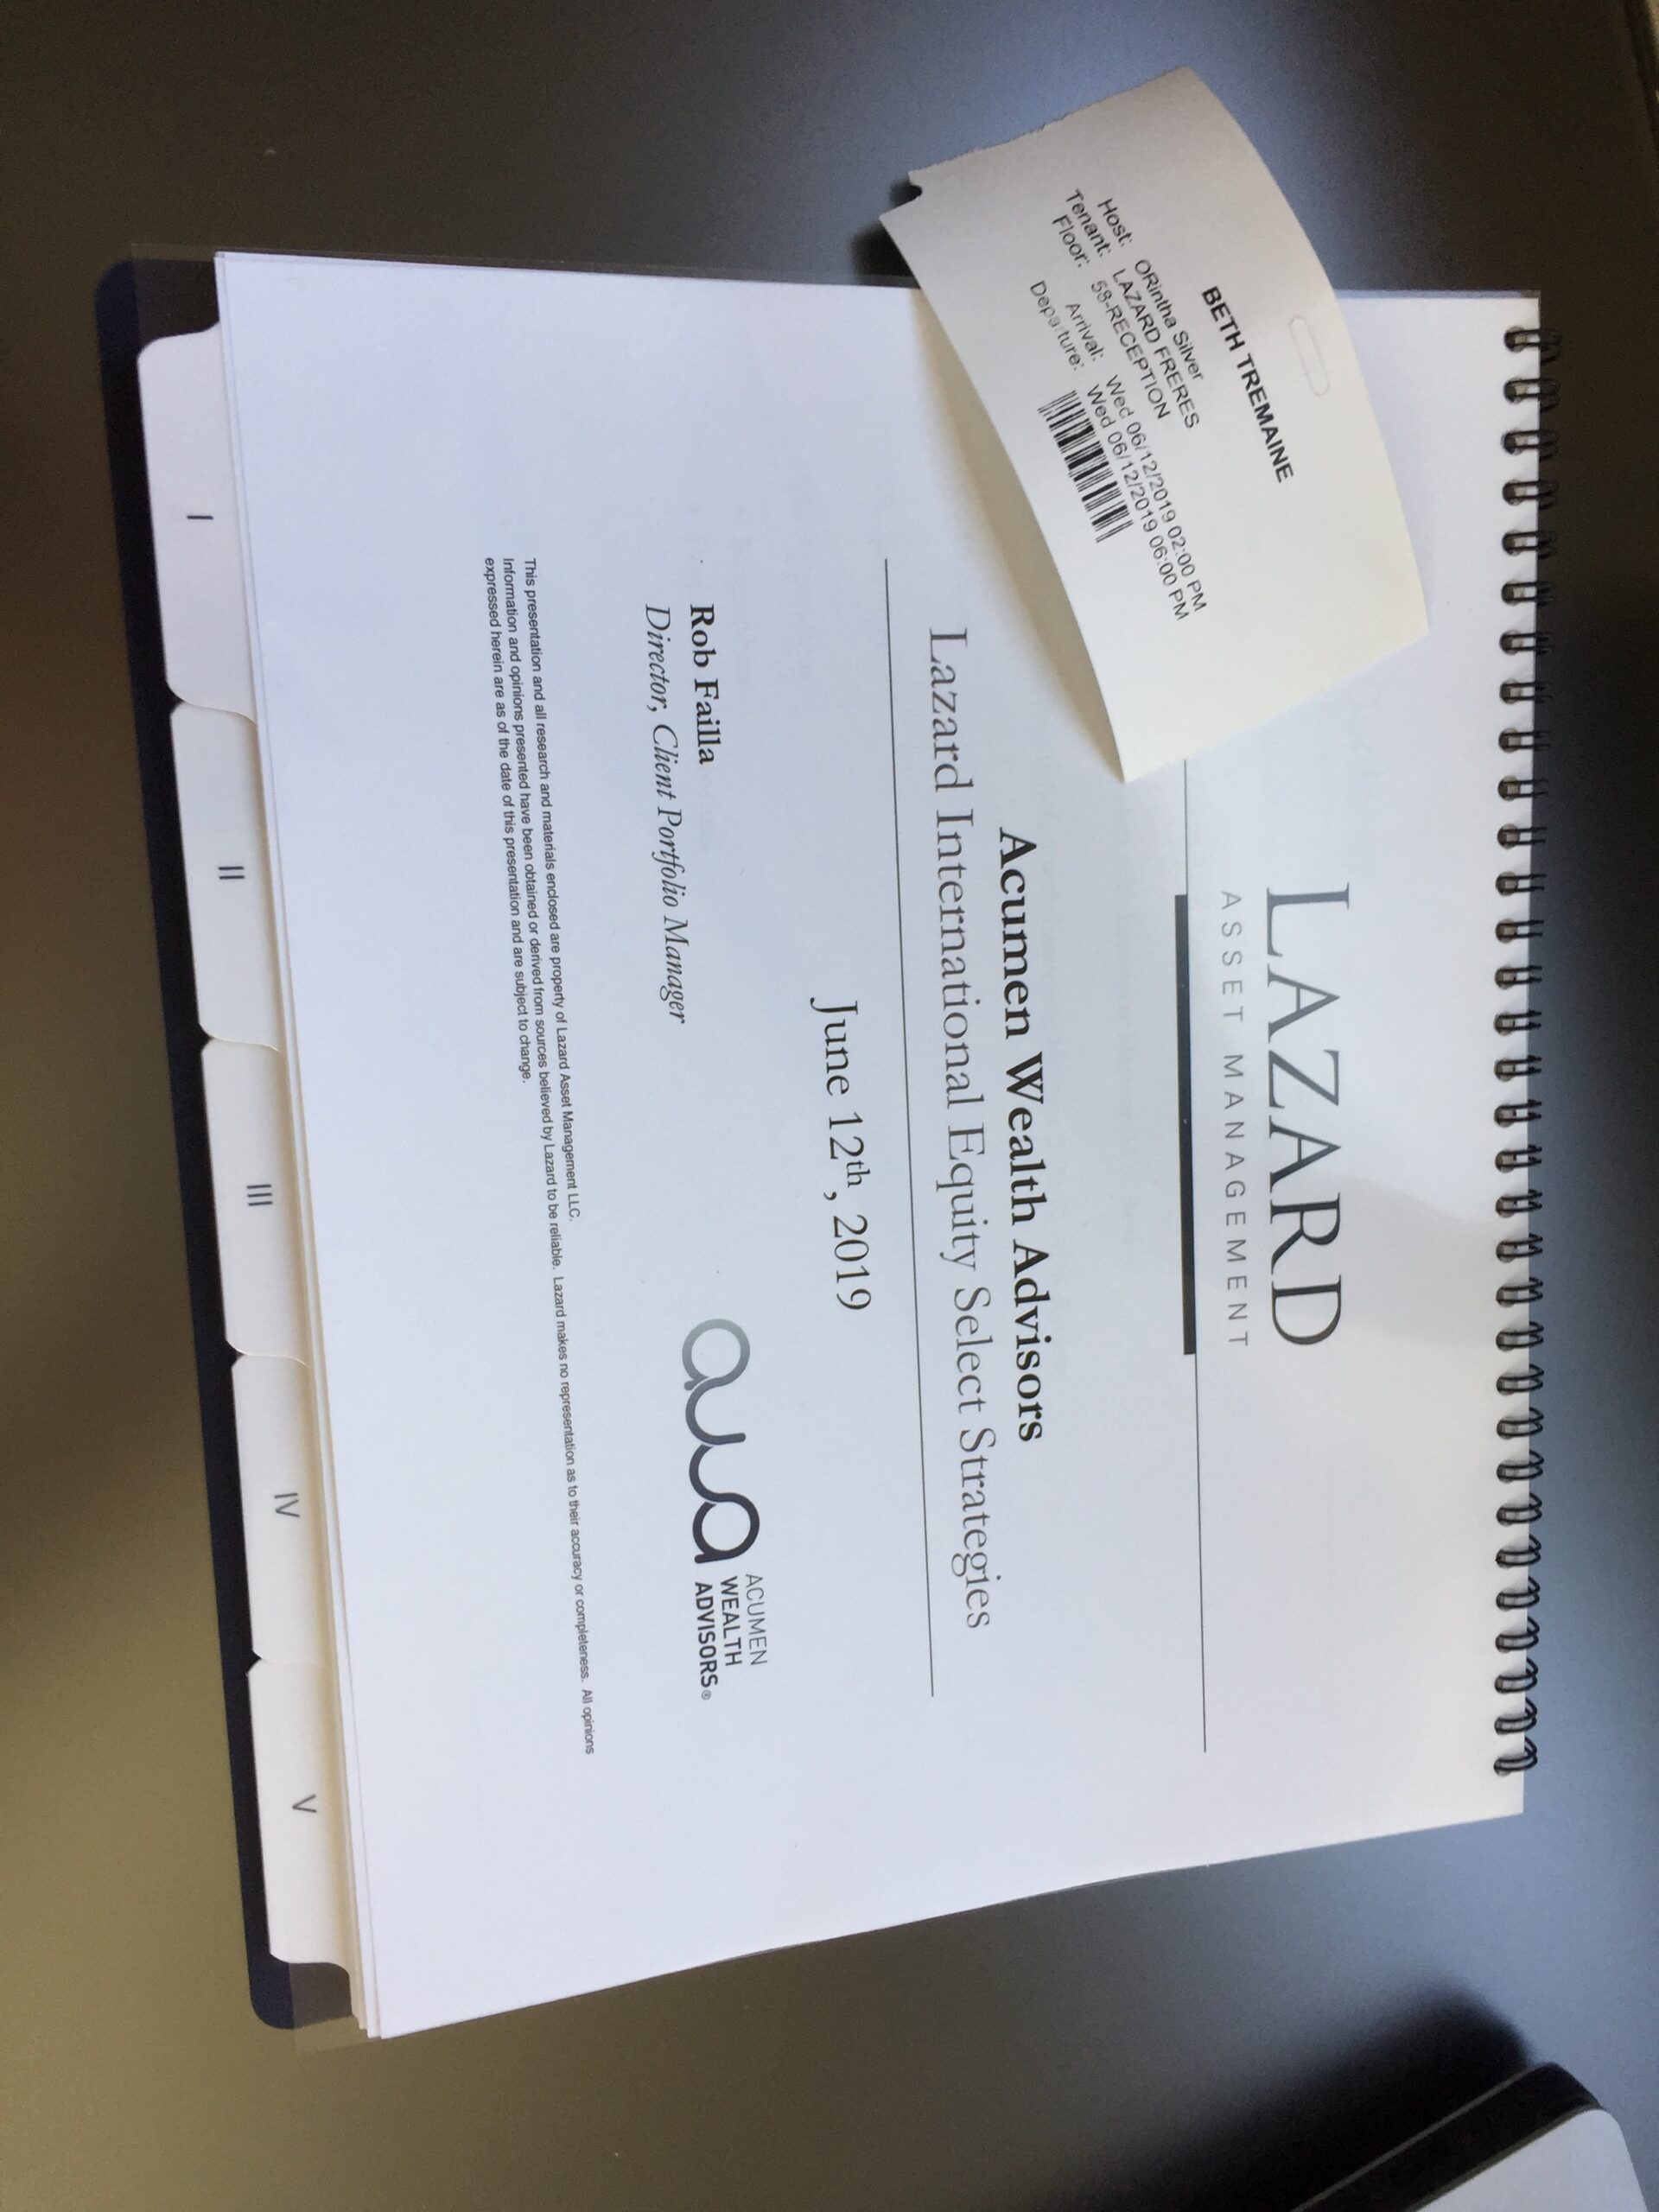 BETH TREMAINE
Host: ORintha Silver
Tenant: LAZARD FRERES
Floor: 58-RECEPTION
Arrival: Wed 06/12/2019 02:00 PM
Departure: Wed 06/12/2019 06:00 PM
LAZARD
ASSET MANAGEMENT
Acumen Wealth Advisors
Lazard International Equity Select Strategies
June 12th, 2019
Rob Failla
Director, Client Portfolio Manager
ACUMEN
WEALTH
ADVISORS®
This presentation and all research and materials enclosed are property of Lazard Asset Management LLC.
Information and opinions presented have been obtained or derived from sources believed by Lazard to be reliable. Lazard makes no representation as to their accuracy or completeness. All opinions
expressed herein are as of the date of this presentation and are subject to change.
I
II
III
IV
V